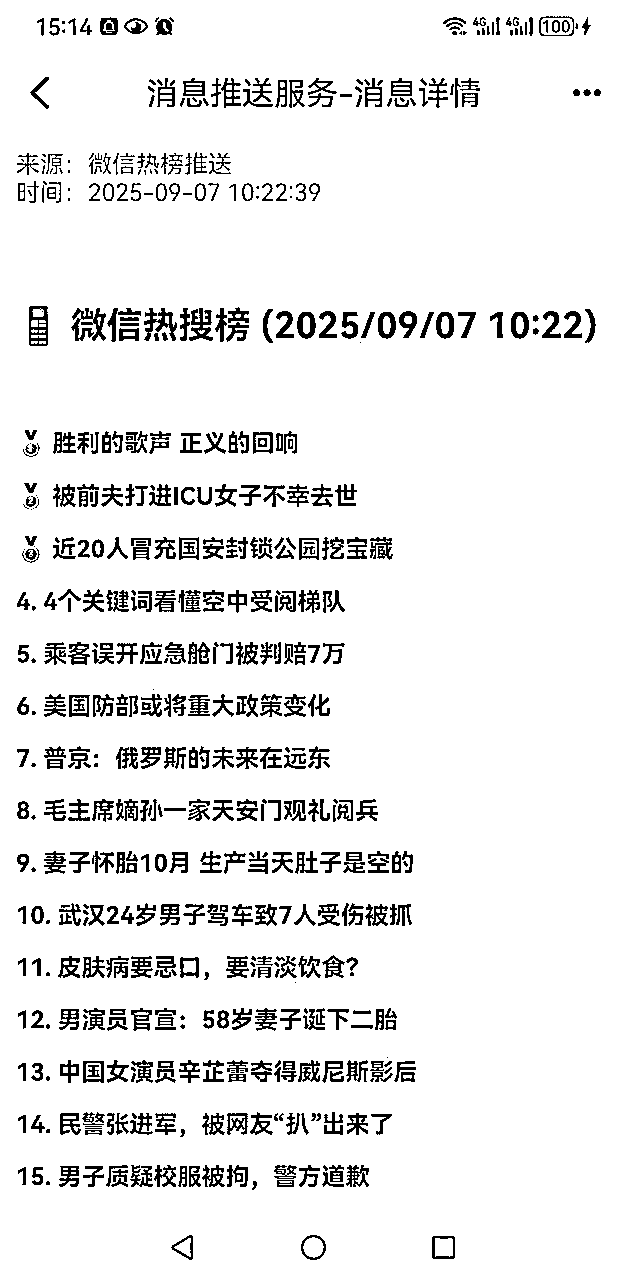 15:14
4G 4G 100
消息推送服务-消息详情
来源：微信热榜推送
时间：2025-09-07 10:22:39
微信热搜榜 (2025/09/07 10:22)
胜利的歌声 正义的回响
被前夫打进ICU女子不幸去世
近20人冒充国安封锁公园挖宝藏
4. 4个关键词看懂空中受阅梯队
5. 乘客误开应急舱门被判赔7万
6. 美国防部或将重大政策变化
7. 普京：俄罗斯的未来在远东
8. 毛主席嫡孙一家天安门观礼阅兵
9. 妻子怀胎10月 生产当天肚子是空的
10. 武汉24岁男子驾车致7人受伤被抓
11. 皮肤病要忌口，要清淡饮食?
12. 男演员官宣：58岁妻子诞下二胎
13. 中国女演员辛芷蕾夺得威尼斯影后
14. 民警张进军，被网友“扒”出来了
15. 男子质疑校服被拘，警方道歉